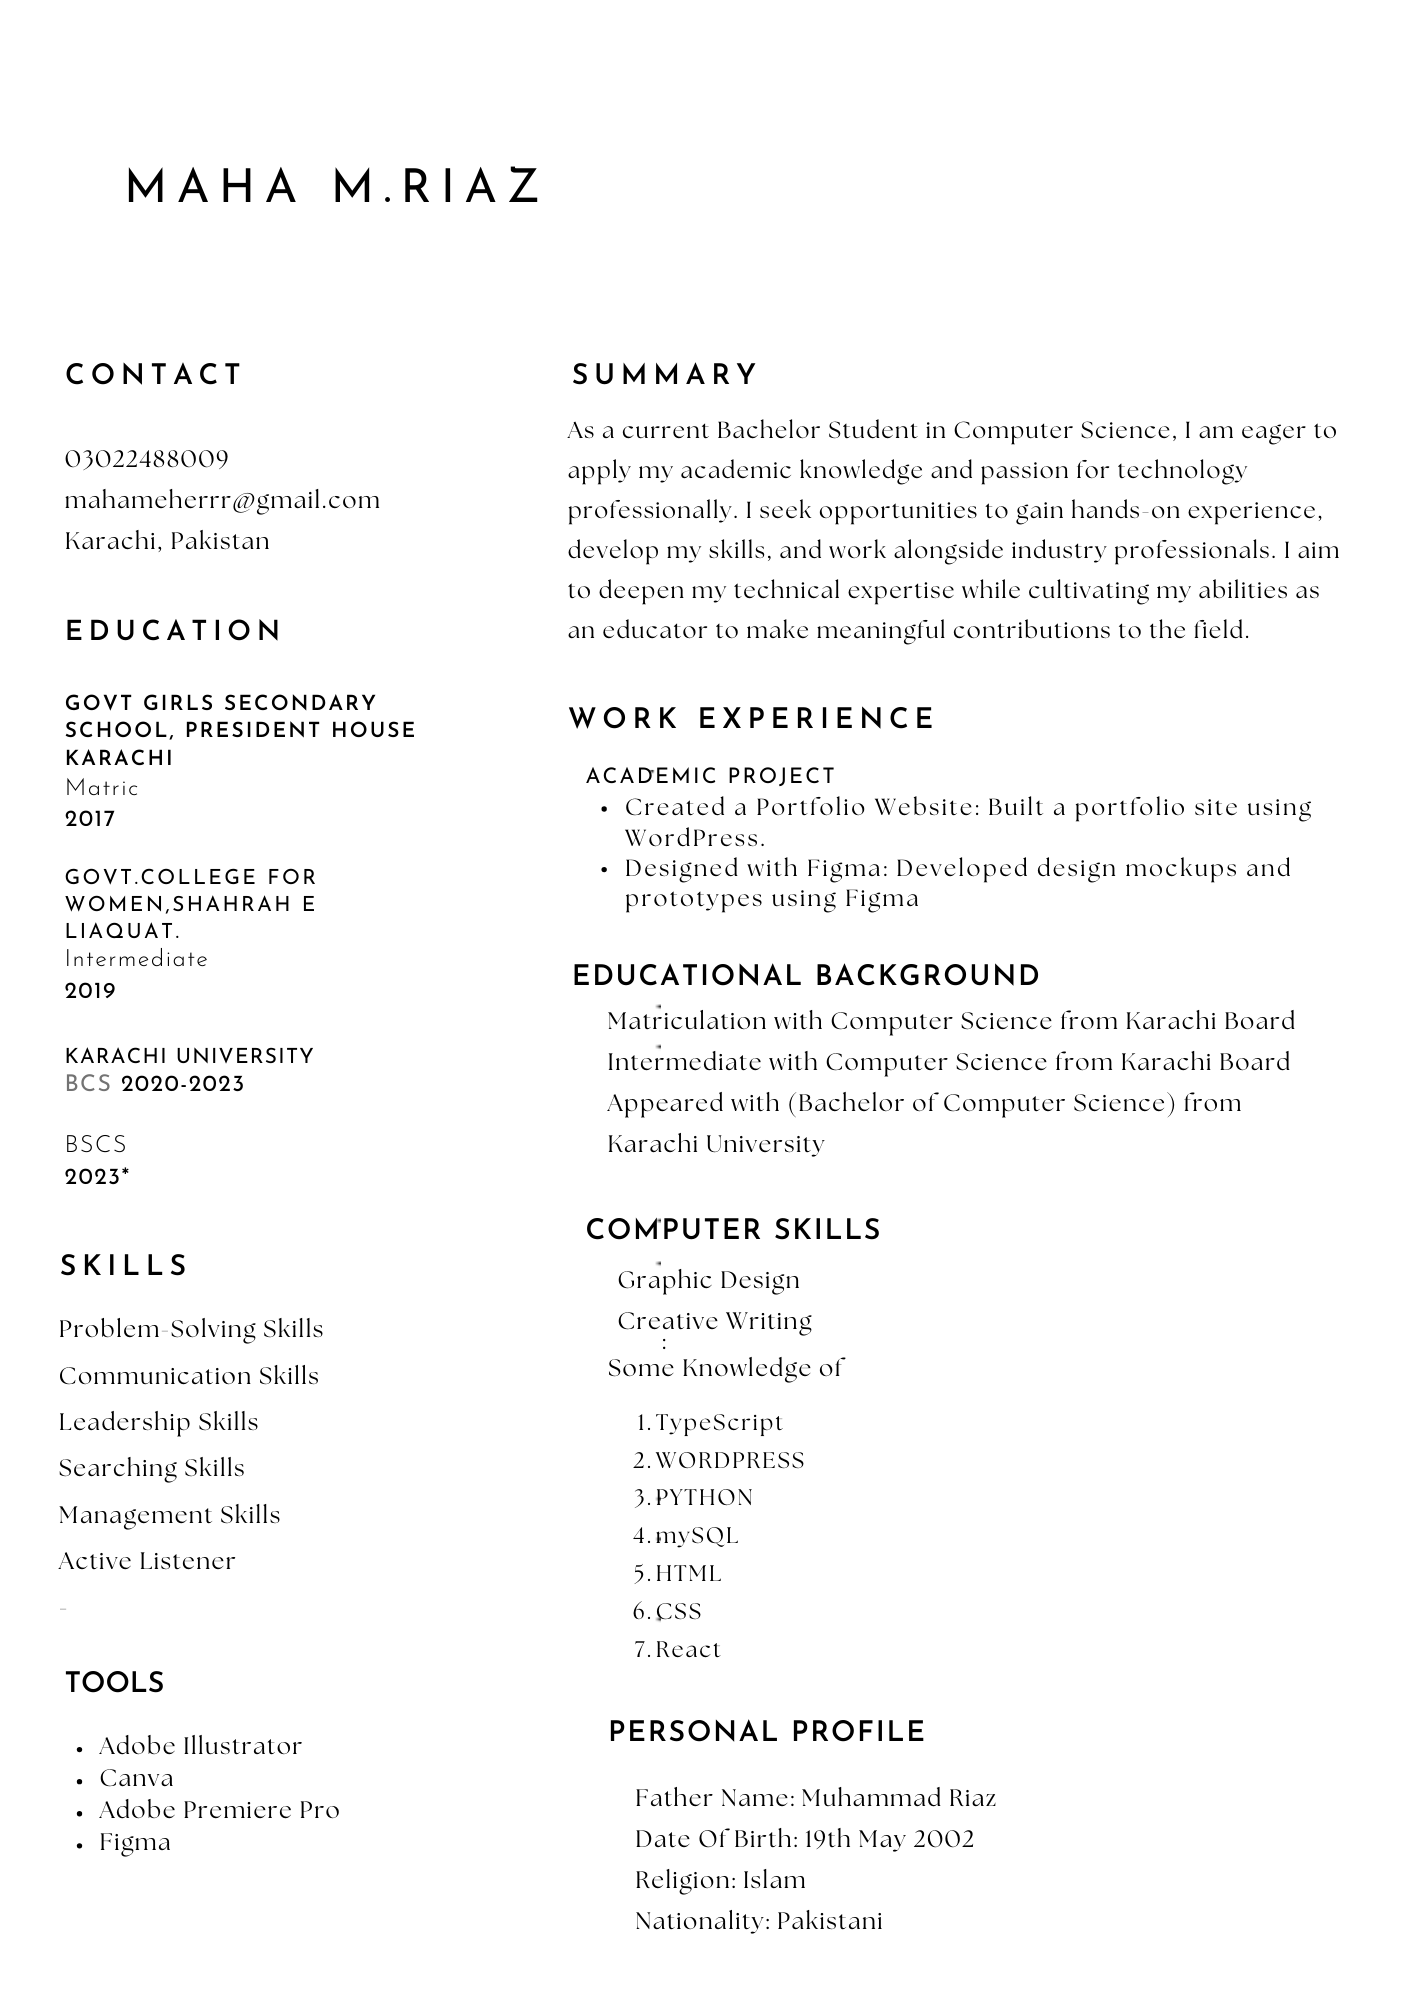 MAHA M.RIAZ
CONTACT
03022488009
mahameherrr@gmail.com
Karachi, Pakistan
EDUCATION
GOVT GIRLS SECONDARY
SCHOOL, PRESIDENT HOUSE
KARACHI
Matric
2017
GOVT.COLLEGE FOR
WOMEN,SHAHRAH E
LIAQUAT.
Intermediate
2019
KARACHI UNIVERSITY
BCS 2020-2023
BSCS
2023*
SKILLS
Problem-Solving Skills
Communication Skills
Leadership Skills
Searching Skills
Management Skills
Active Listener
-
TOOLS
• Adobe Illustrator
• Canva
• Adobe Premiere Pro
• Figma
SUMMARY
As a current Bachelor Student in Computer Science, I am eager to
apply my academic knowledge and passion for technology
professionally. I seek opportunities to gain hands-on experience,
develop my skills, and work alongside industry professionals. I aim
to deepen my technical expertise while cultivating my abilities as
an educator to make meaningful contributions to the field.
WORK EXPERIENCE
ACADEMIC PROJECT
• Created a Portfolio Website: Built a portfolio site using
WordPress.
• Designed with Figma: Developed design mockups and
prototypes using Figma
EDUCATIONAL BACKGROUND
Matriculation with Computer Science from Karachi Board
Intermediate with Computer Science from Karachi Board
Appeared with (Bachelor of Computer Science) from
Karachi University
COMPUTER SKILLS
Graphic Design
Creative Writing
:
Some Knowledge of
1. TypeScript
2. WORDPRESS
3. PYTHON
4. mySQL
5. HTML
6. CSS
7. React
PERSONAL PROFILE
Father Name: Muhammad Riaz
Date Of Birth: 19th May 2002
Religion: Islam
Nationality: Pakistani